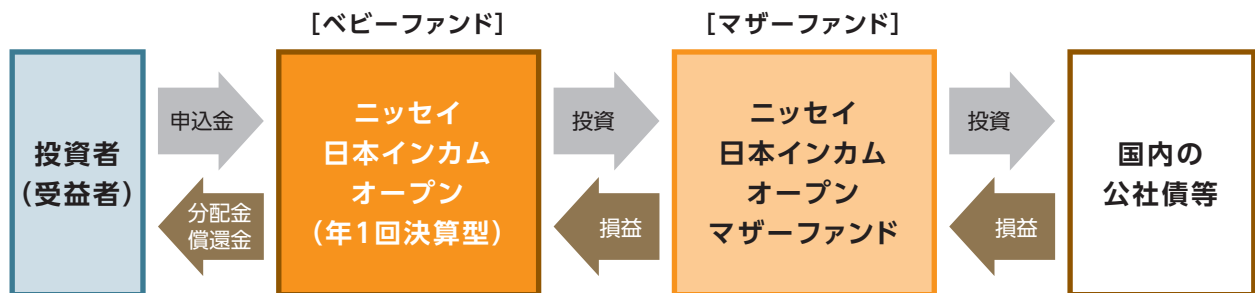 ［ベビーファンド］
［マザーファンド］
投資者
（受益者）
申込金
分配金
償還金
ニッセイ
日本インカム
オープン
（年1回決算型）
投資
損益
ニッセイ
日本インカム
オープン
マザーファンド
投資
損益
国内の
公社債等